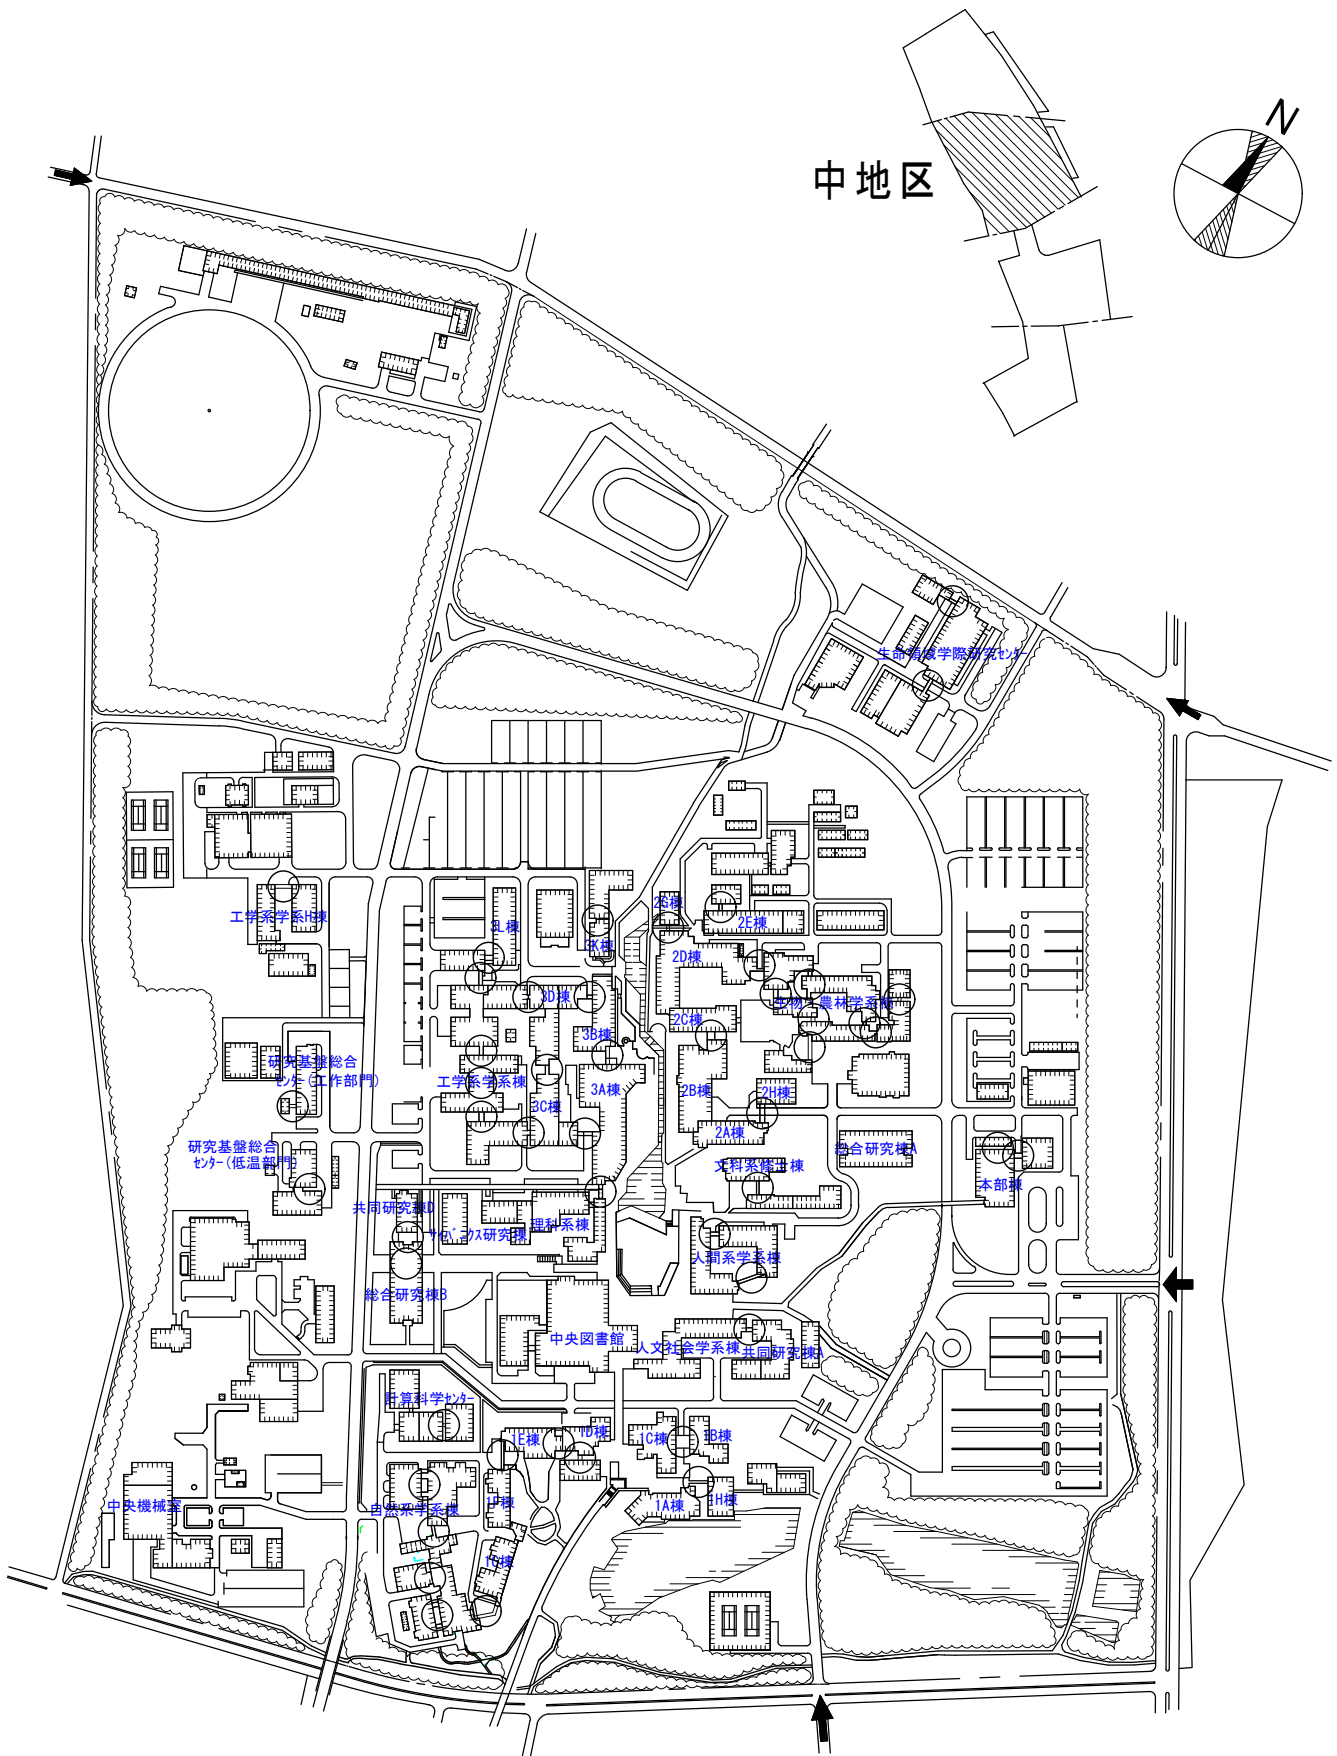 N
中地区
生命領域学際研究センター
2G棟
工学系学系H棟
2E棟
3L棟
3K棟
2D棟
3D棟
生物・農林学系棟
2C棟
3B棟
研究基盤総合
センター(工作部門)
工学系学系棟
3A棟
2B棟
2H棟
3C棟
2A棟
研究基盤総合
センター(低温部門)
総合研究棟A
文科系修士棟
本部棟
共同研究棟D
理科系棟
サイバニクス研究棟
人間系学系棟
総合研究棟B
中央図書館
人文社会学系棟
共同研究棟A
計算科学センター
1E棟
1D棟
1C棟
1B棟
1F棟
1A棟
1H棟
中央機械室
自然系学系棟
1G棟